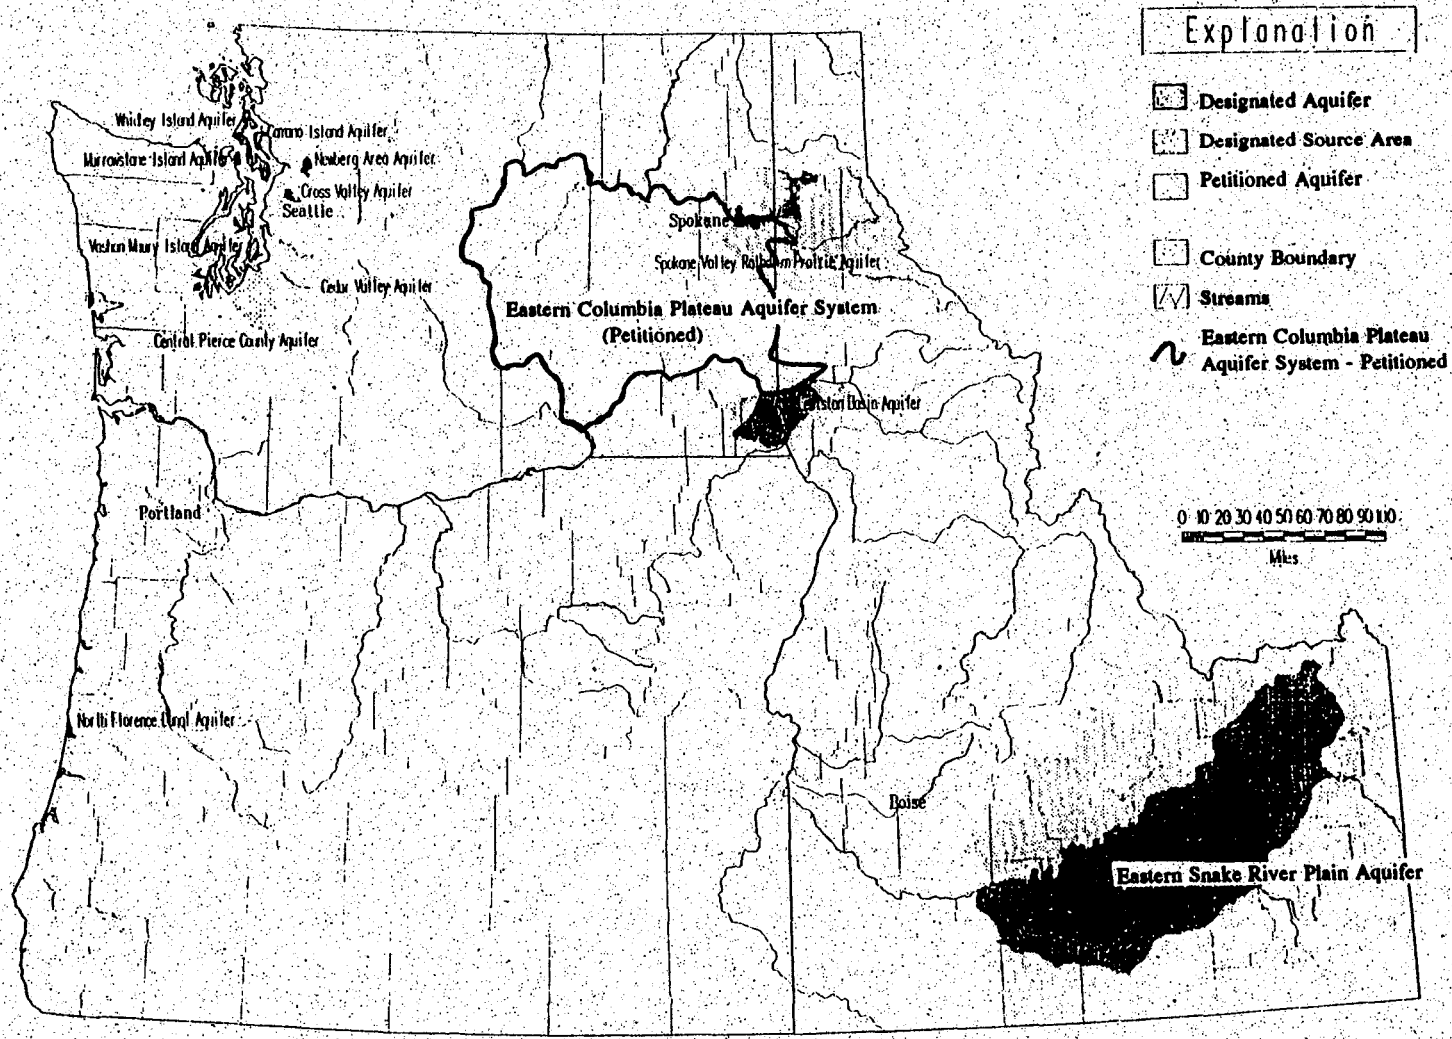 Explanation
Designated Aquifer
Designated Source Area
Petitioned Aquifer
County Boundary
Streams
Eastern Columbia Plateau
Aquifer System - Petitioned
0 10 20 30 40 50 60 70 80 90 100
Miles
Whidbey Island Aquifer
Camano Island Aquifer
Marrowstone Island Aquifer
Newberg Area Aquifer
Cross Valley Aquifer
Seattle
Vashon Maury Island Aquifer
Cedar Valley Aquifer
Central Pierce County Aquifer
Spokane
Spokane Valley Rathdrum Prairie Aquifer
Eastern Columbia Plateau Aquifer System
(Petitioned)
Lewiston Basin Aquifer
Portland
North Florence Dunal Aquifer
Boise
Eastern Snake River Plain Aquifer